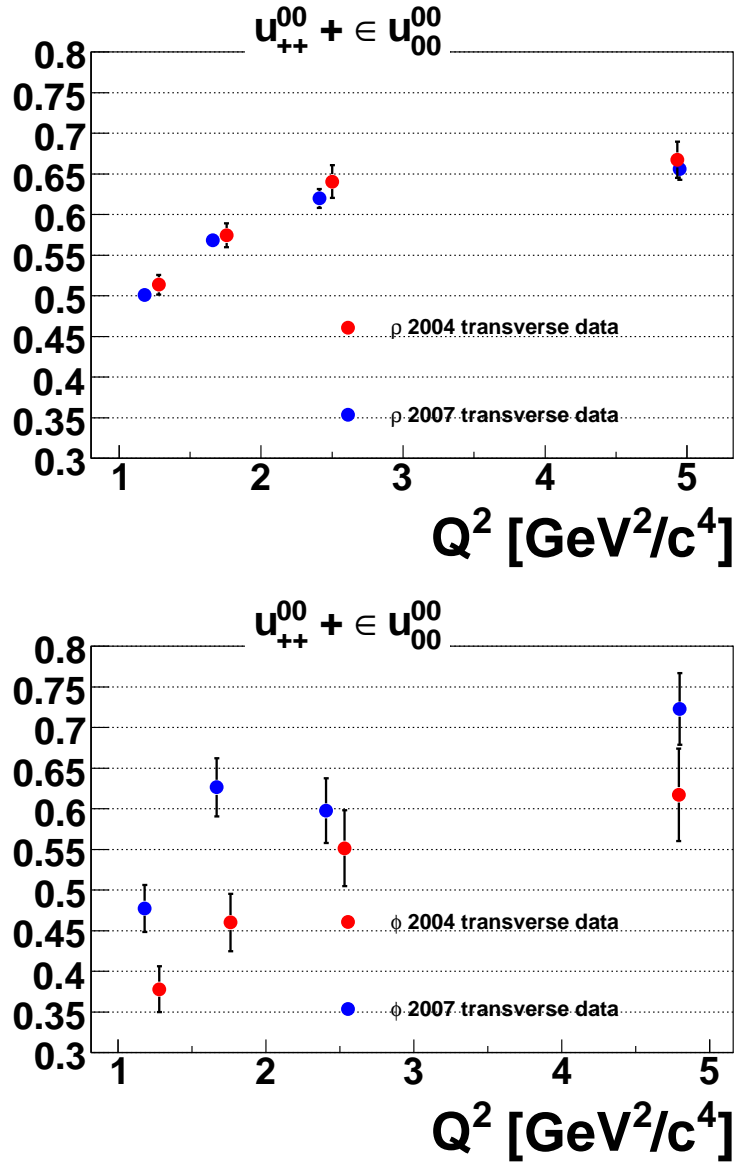 u⁰⁰₊₊ + ∈ u⁰⁰₀₀
0.8
0.75
0.7
0.65
0.6
0.55
0.5
0.45
0.4
0.35
0.3
ρ 2004 transverse data
ρ 2007 transverse data
1 2 3 4 5
Q² [GeV²/c⁴]
u⁰⁰₊₊ + ∈ u⁰⁰₀₀
0.8
0.75
0.7
0.65
0.6
0.55
0.5
0.45
0.4
0.35
0.3
ϕ 2004 transverse data
ϕ 2007 transverse data
1 2 3 4 5
Q² [GeV²/c⁴]